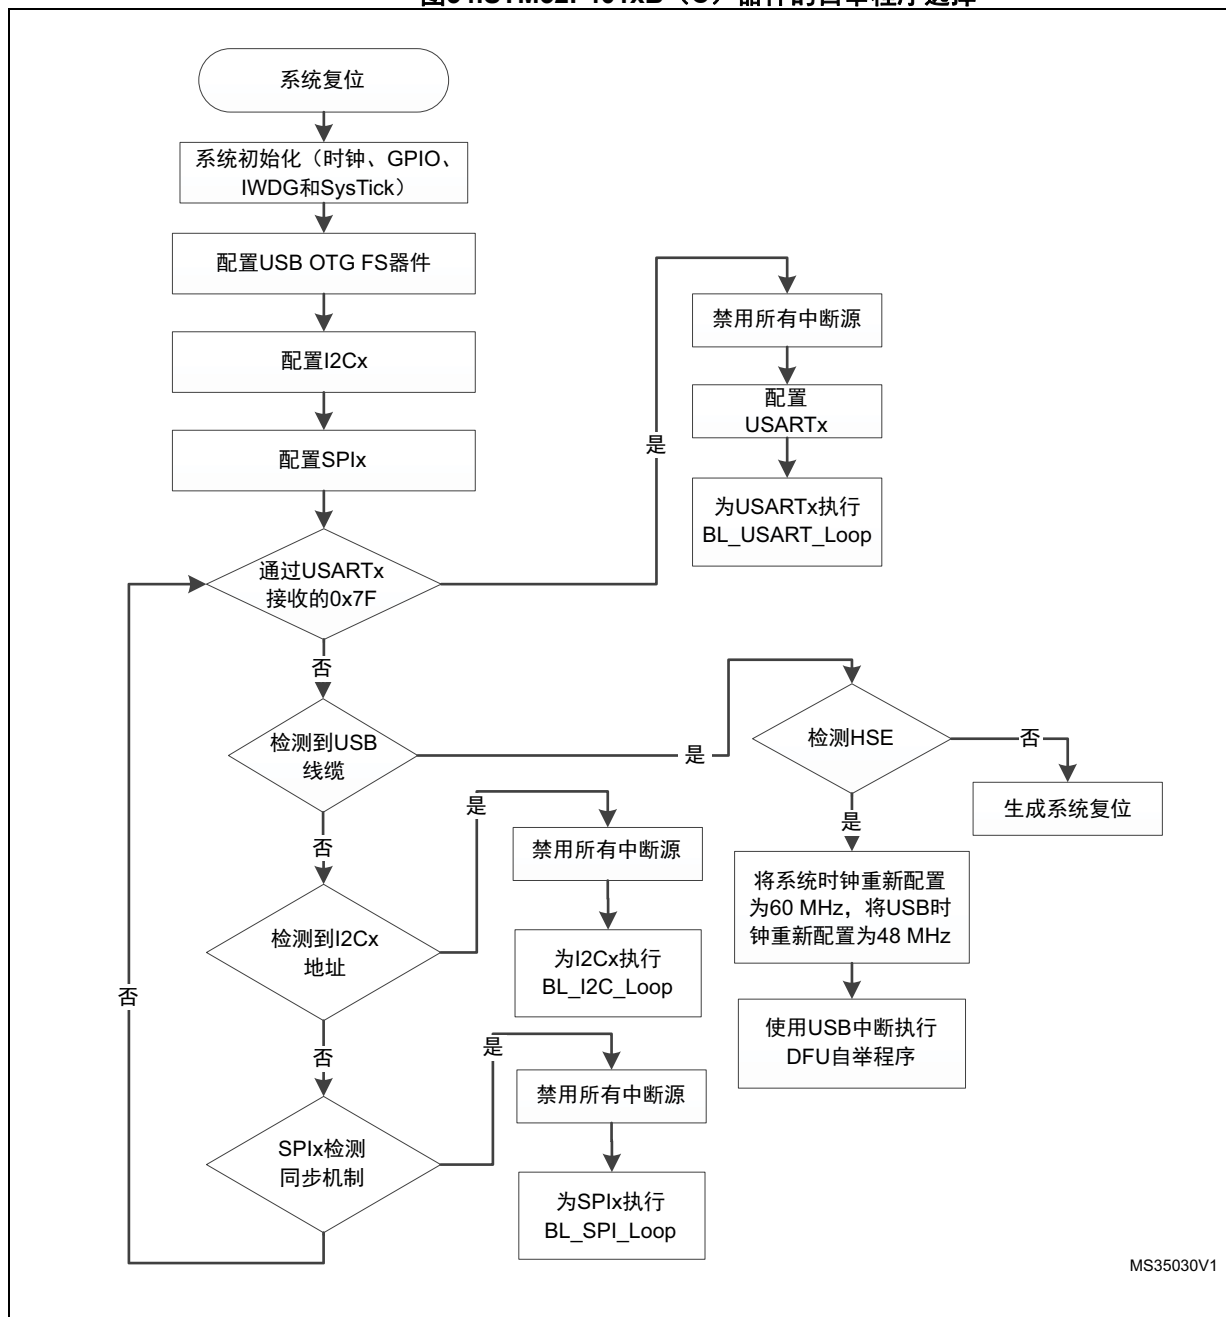 器件的自举程序选择
系统复位
系统初始化（时钟、GPIO、
IWDG和SysTick）
配置USB OTG FS器件
配置I2Cx
配置SPIx
通过USARTx
接收的0x7F
是
禁用所有中断源
配置
USARTx
为USARTx执行
BL_USART_Loop
否
检测到USB
线缆
是
检测HSE
否
生成系统复位
是
将系统时钟重新配置
为60 MHz，将USB时
钟重新配置为48 MHz
使用USB中断执行
DFU自举程序
否
检测到I2Cx
地址
是
禁用所有中断源
为I2Cx执行
BL_I2C_Loop
否
SPIx检测
同步机制
是
禁用所有中断源
为SPIx执行
BL_SPI_Loop
否
MS35030V1